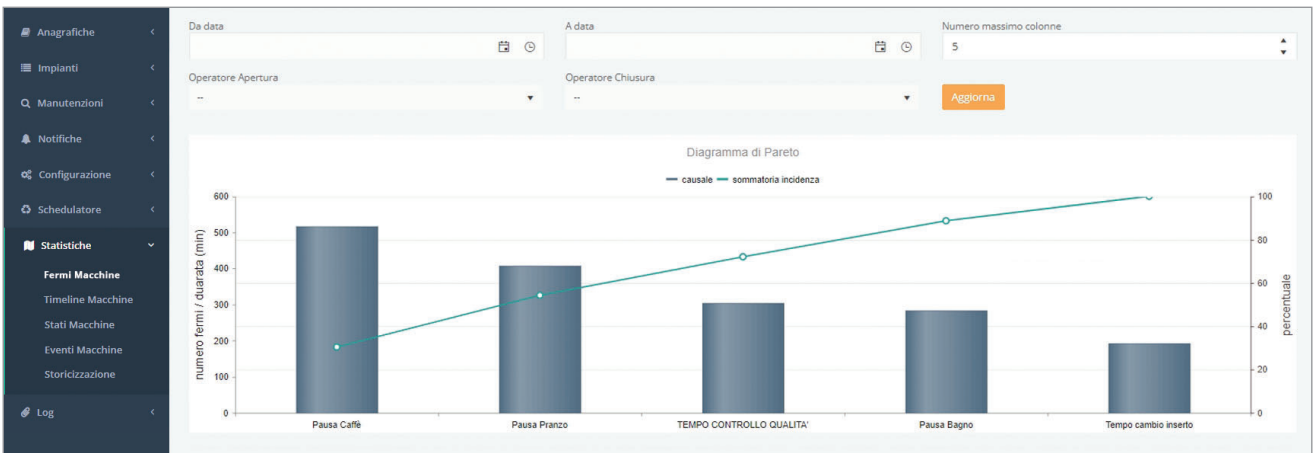 Anagrafiche
Impianti
Manutenzioni
Notifiche
Configurazione
Schedulatore
Statistiche
Fermi Macchine
Timeline Macchine
Stati Macchine
Eventi Macchine
Storicizzazione
Log
Da data
A data
Numero massimo colonne
5
Operatore Apertura
Operatore Chiusura
--
--
Aggiorna
Diagramma di Pareto
causale
sommatoria incidenza
numero fermi / duarata (min)
600
500
400
300
200
100
0
100
80
60
40
20
0
percentuale
Pausa Caffè
Pausa Pranzo
TEMPO CONTROLLO QUALITA'
Pausa Bagno
Tempo cambio inserto